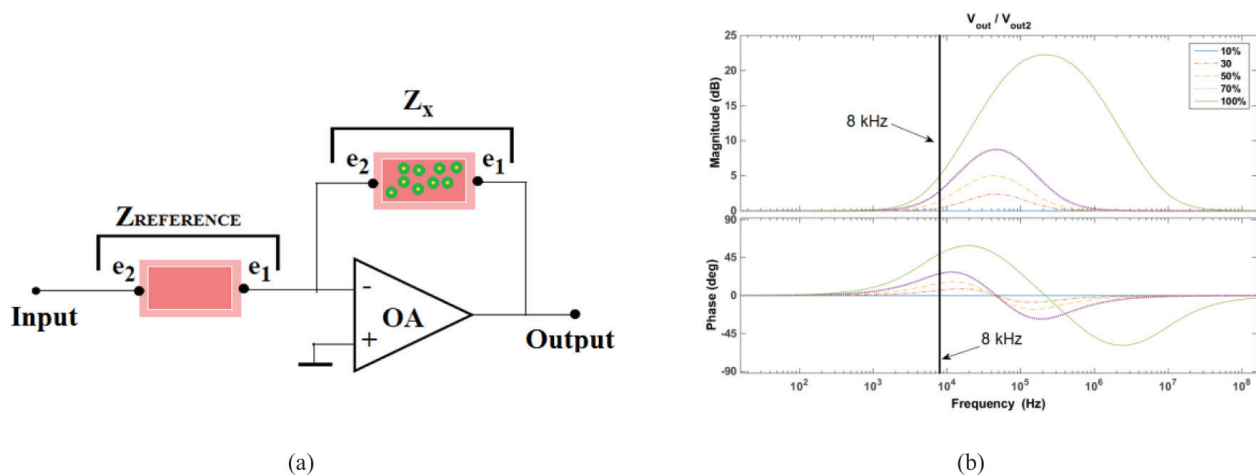 Zx
e2
e1
ZREFERENCE
e2
e1
Input
-
+
OA
Output
(a)
Vout / Vout2
Magnitude (dB)
25
20
15
10
5
0
8 kHz
10%
30
50%
70%
100%
Phase (deg)
90
45
0
-45
-90
8 kHz
10^2
10^3
10^4
10^5
10^6
10^7
10^8
Frequency (Hz)
(b)